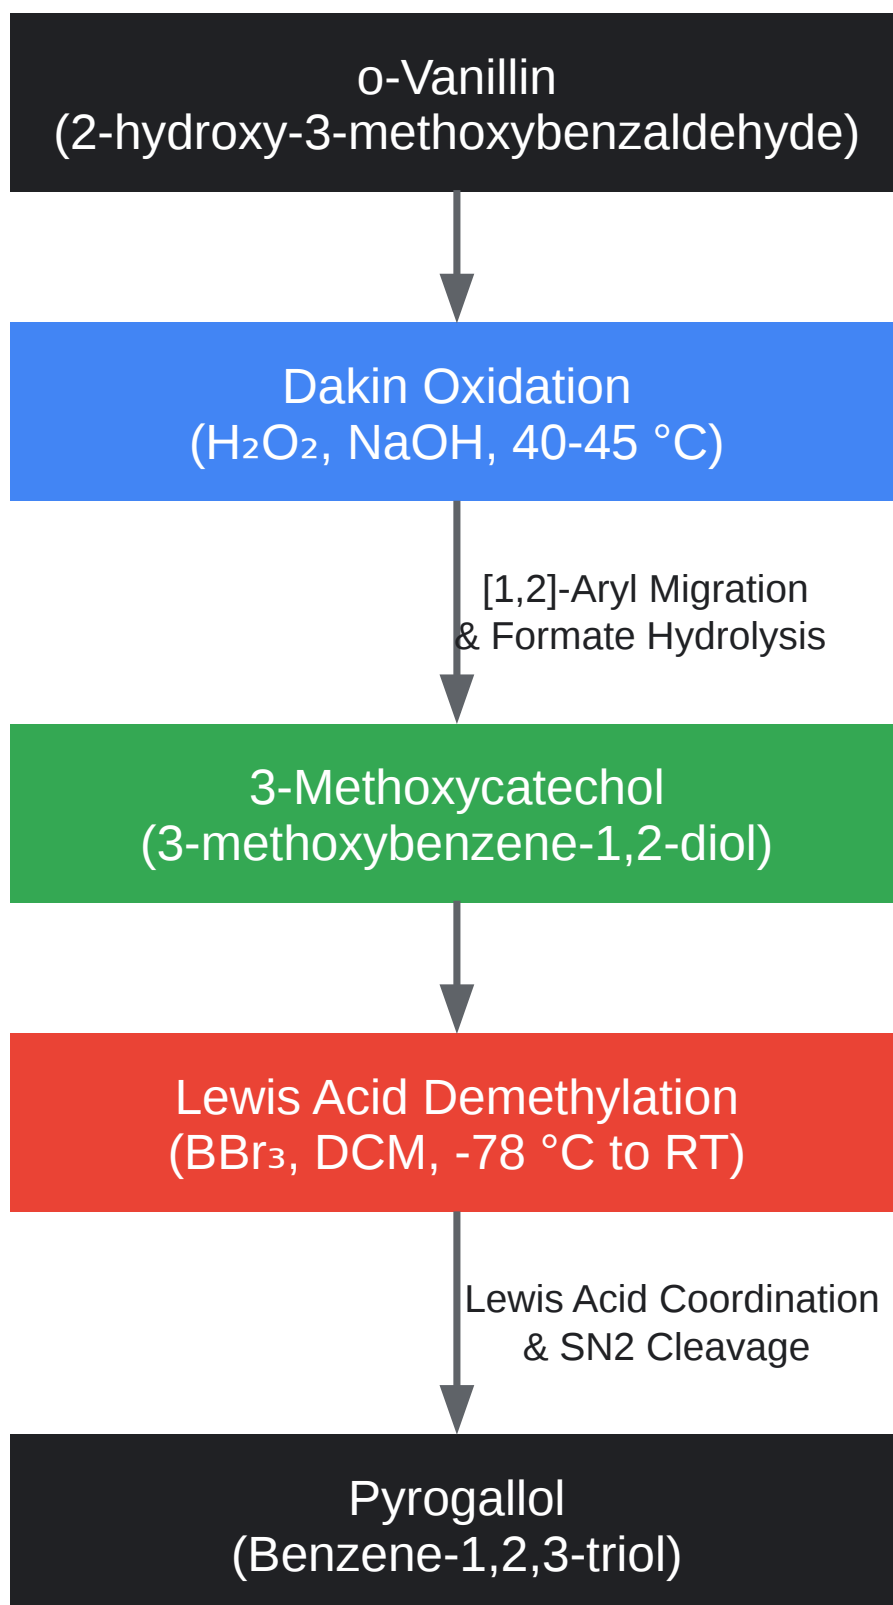 o-Vanillin
(2-hydroxy-3-methoxybenzaldehyde)
Dakin Oxidation
(H₂O₂, NaOH, 40-45 °C)
[1,2]-Aryl Migration
& Formate Hydrolysis
3-Methoxycatechol
(3-methoxybenzene-1,2-diol)
Lewis Acid Demethylation
(BBr₃, DCM, -78 °C to RT)
Lewis Acid Coordination
& SN2 Cleavage
Pyrogallol
(Benzene-1,2,3-triol)